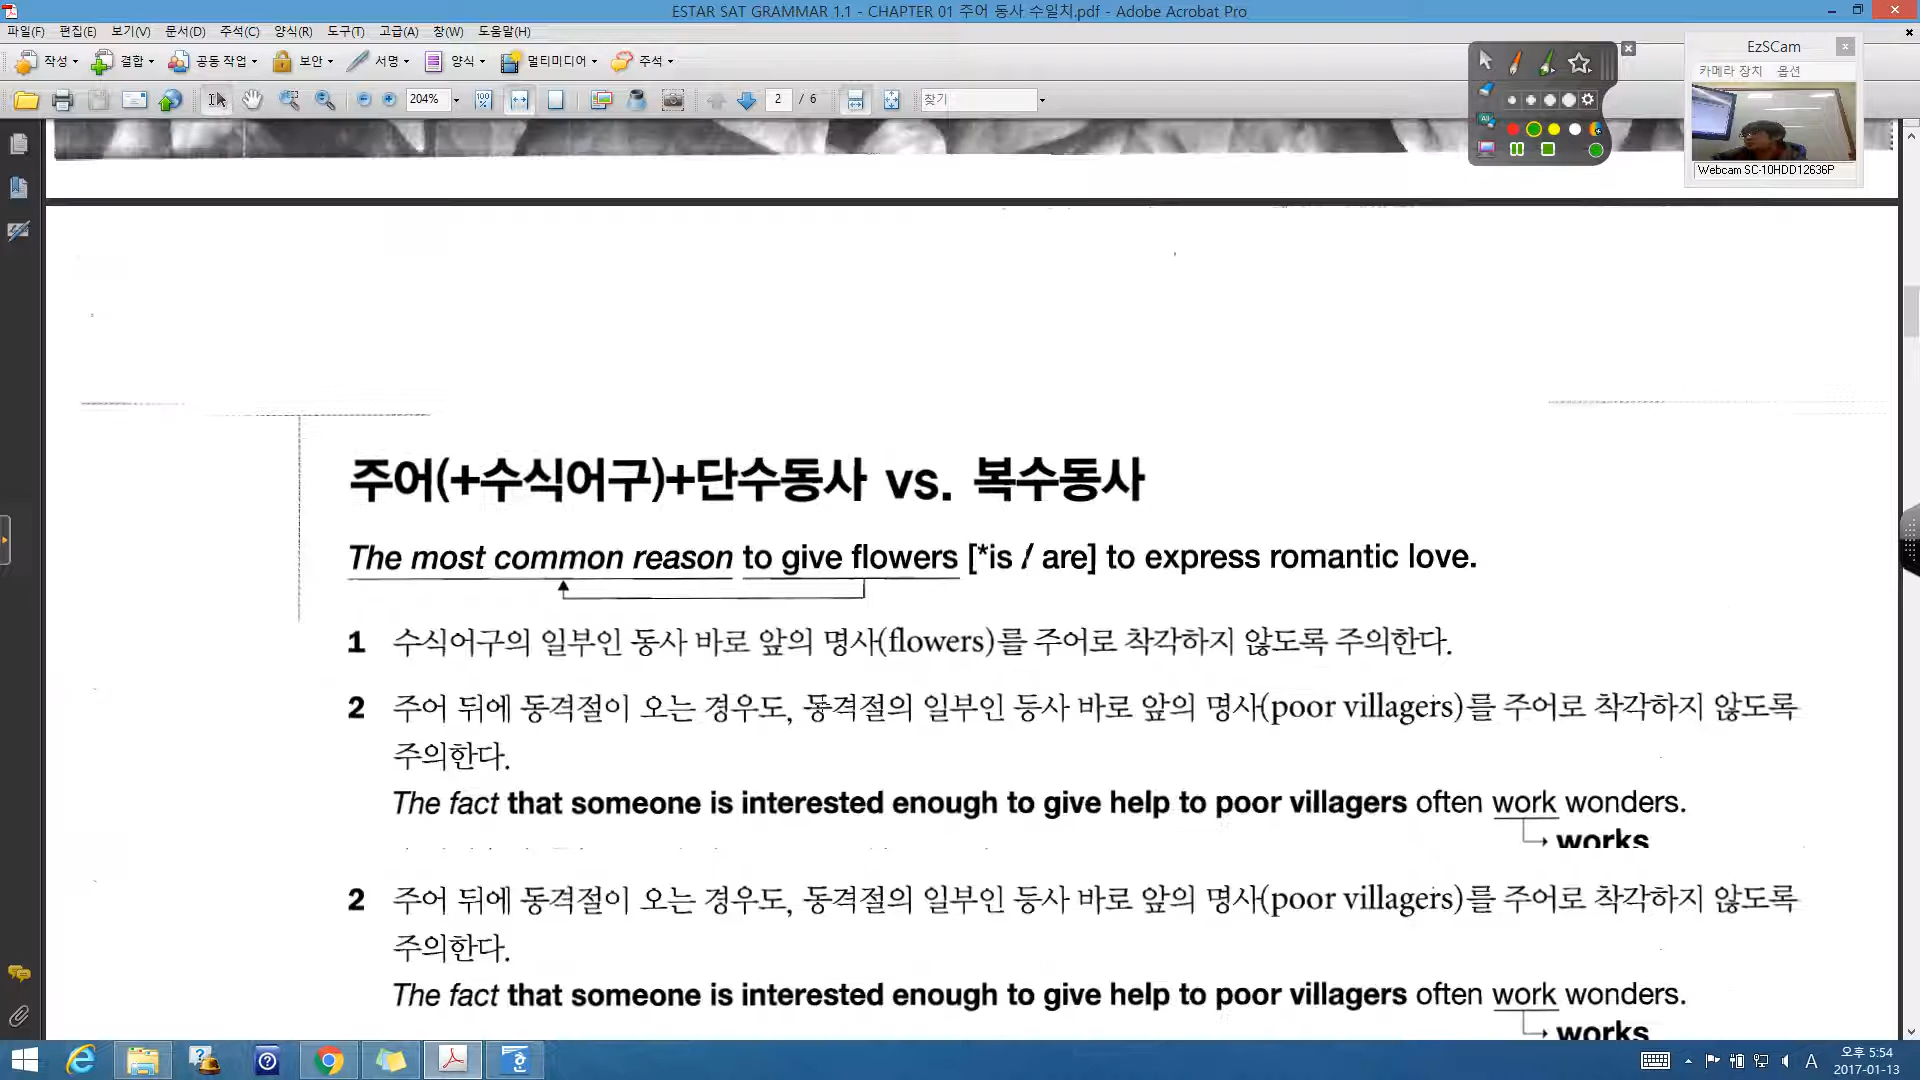 ESTAR SAT GRAMMAR 1.1 - CHAPTER 01 주어 동사 수일치.pdf - Adobe Acrobat Pro
파일(F) 편집(E) 보기(V) 문서(D) 주석(C) 양식(R) 도구(T) 고급(A) 창(W) 도움말(H)
작성 결합 공동 작업 보안 서명 양식 멀티미디어 주석
204% 2 / 6 찾기
EzSCam
카메라 장치 옵션
Webcam SC-10HDD12636P
주어(+수식어구)+단수동사 vs. 복수동사
The most common reason to give flowers [*is / are] to express romantic love.
1 수식어구의 일부인 동사 바로 앞의 명사(flowers)를 주어로 착각하지 않도록 주의한다.
2 주어 뒤에 동격절이 오는 경우도, 동격절의 일부인 동사 바로 앞의 명사(poor villagers)를 주어로 착각하지 않도록
주의한다.
The fact that someone is interested enough to give help to poor villagers often work wonders.
works
2 주어 뒤에 동격절이 오는 경우도, 동격절의 일부인 동사 바로 앞의 명사(poor villagers)를 주어로 착각하지 않도록
주의한다.
The fact that someone is interested enough to give help to poor villagers often work wonders.
works
A
오후 5:54
2017-01-13